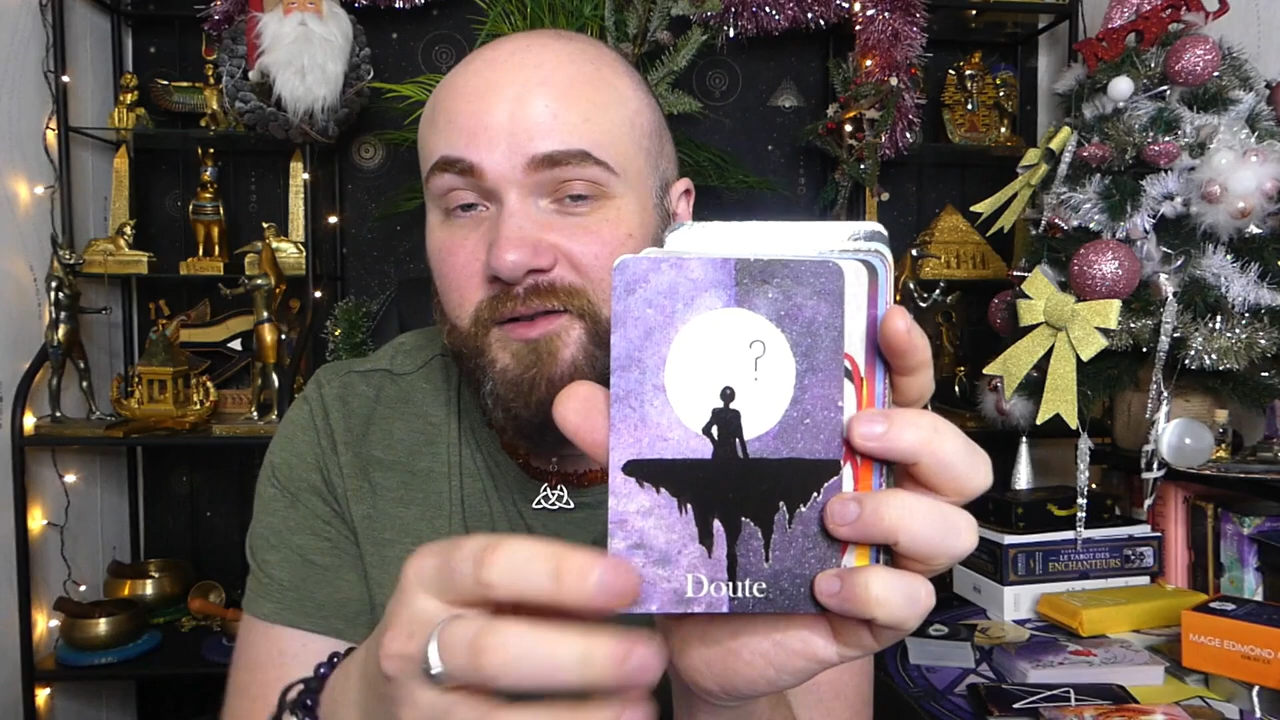 ?
Doute
LE TAROT DES
ENCHANTEURS
MAGE EDMOND